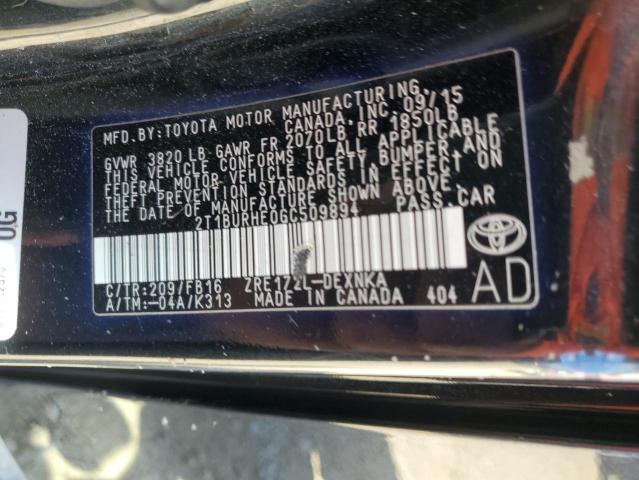 MFD. BY: TOYOTA MOTOR MANUFACTURING,
CANADA, INC. 09/15
GVWR 3820 LB GAWR FR 2070LB RR 1850LB
THIS VEHICLE CONFORMS TO ALL APPLICABLE
FEDERAL MOTOR VEHICLE SAFETY, BUMPER, AND
THEFT PREVENTION STANDARDS IN EFFECT ON
THE DATE OF MANUFACTURE SHOWN ABOVE.
2T1BURHE0GC509894 PASS.CAR
C/TR:209/FB16 ZRE172L-DEXNKA
A/TM:-04A/K313 MADE IN CANADA 404
AD